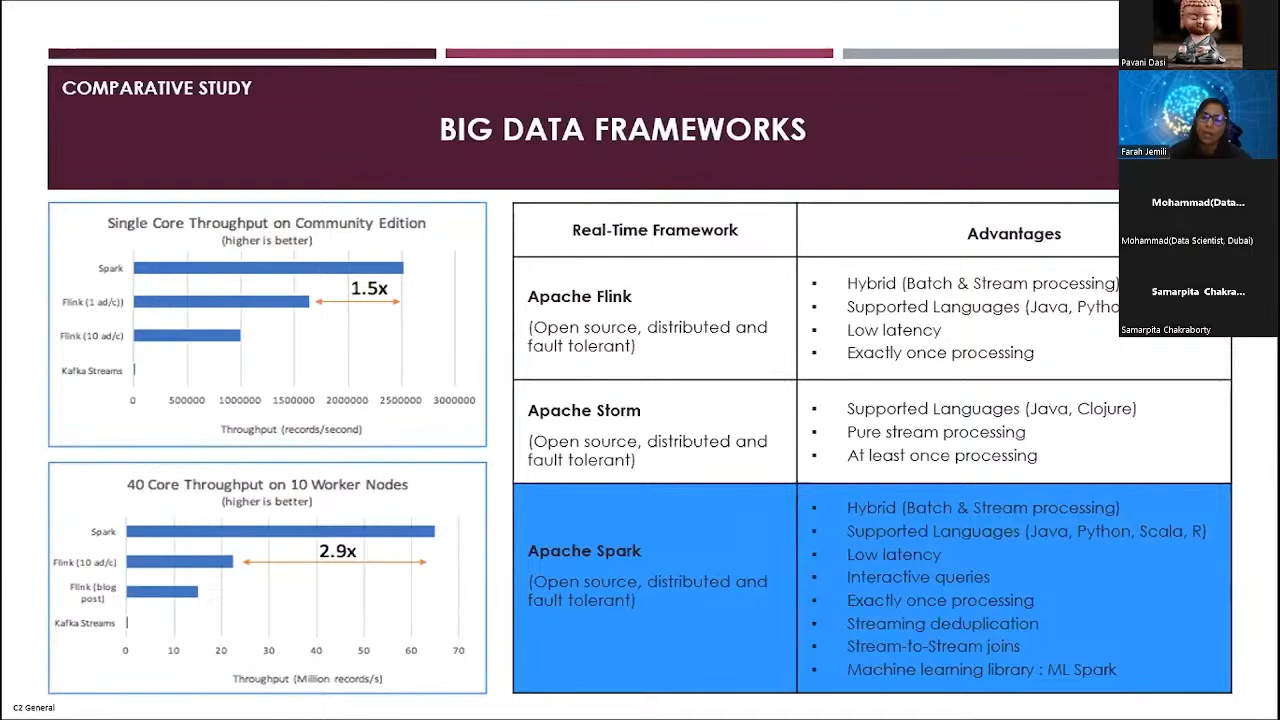 COMPARATIVE STUDY
BIG DATA FRAMEWORKS
Single Core Throughput on Community Edition
(higher is better)
Spark
1.5x
Flink (1 ad/c))
Flink (10 ad/c)
Kafka Streams
0 500000 1000000 1500000 2000000 2500000 3000000
Throughput (records/second)
40 Core Throughput on 10 Worker Nodes
(higher is better)
Spark
2.9x
Flink (10 ad/c)
Flink (blog
post)
Kafka Streams
0 10 20 30 40 50 60 70
Throughput (Million records/s)
Real-Time Framework
Advantages
Apache Flink
(Open source, distributed and
fault tolerant)
▪ Hybrid (Batch & Stream processing)
▪ Supported Languages (Java, Pytho
▪ Low latency
▪ Exactly once processing
Apache Storm
(Open source, distributed and
fault tolerant)
▪ Supported Languages (Java, Clojure)
▪ Pure stream processing
▪ At least once processing
Apache Spark
(Open source, distributed and
fault tolerant)
▪ Hybrid (Batch & Stream processing)
▪ Supported Languages (Java, Python, Scala, R)
▪ Low latency
▪ Interactive queries
▪ Exactly once processing
▪ Streaming deduplication
▪ Stream-to-Stream joins
▪ Machine learning library : ML Spark
Pavani Dasi
Farah Jemili
Mohammad(Data...
Mohammad(Data Scientist, Dubai)
Samarpita Chakra...
Samarpita Chakraborty
C2 General